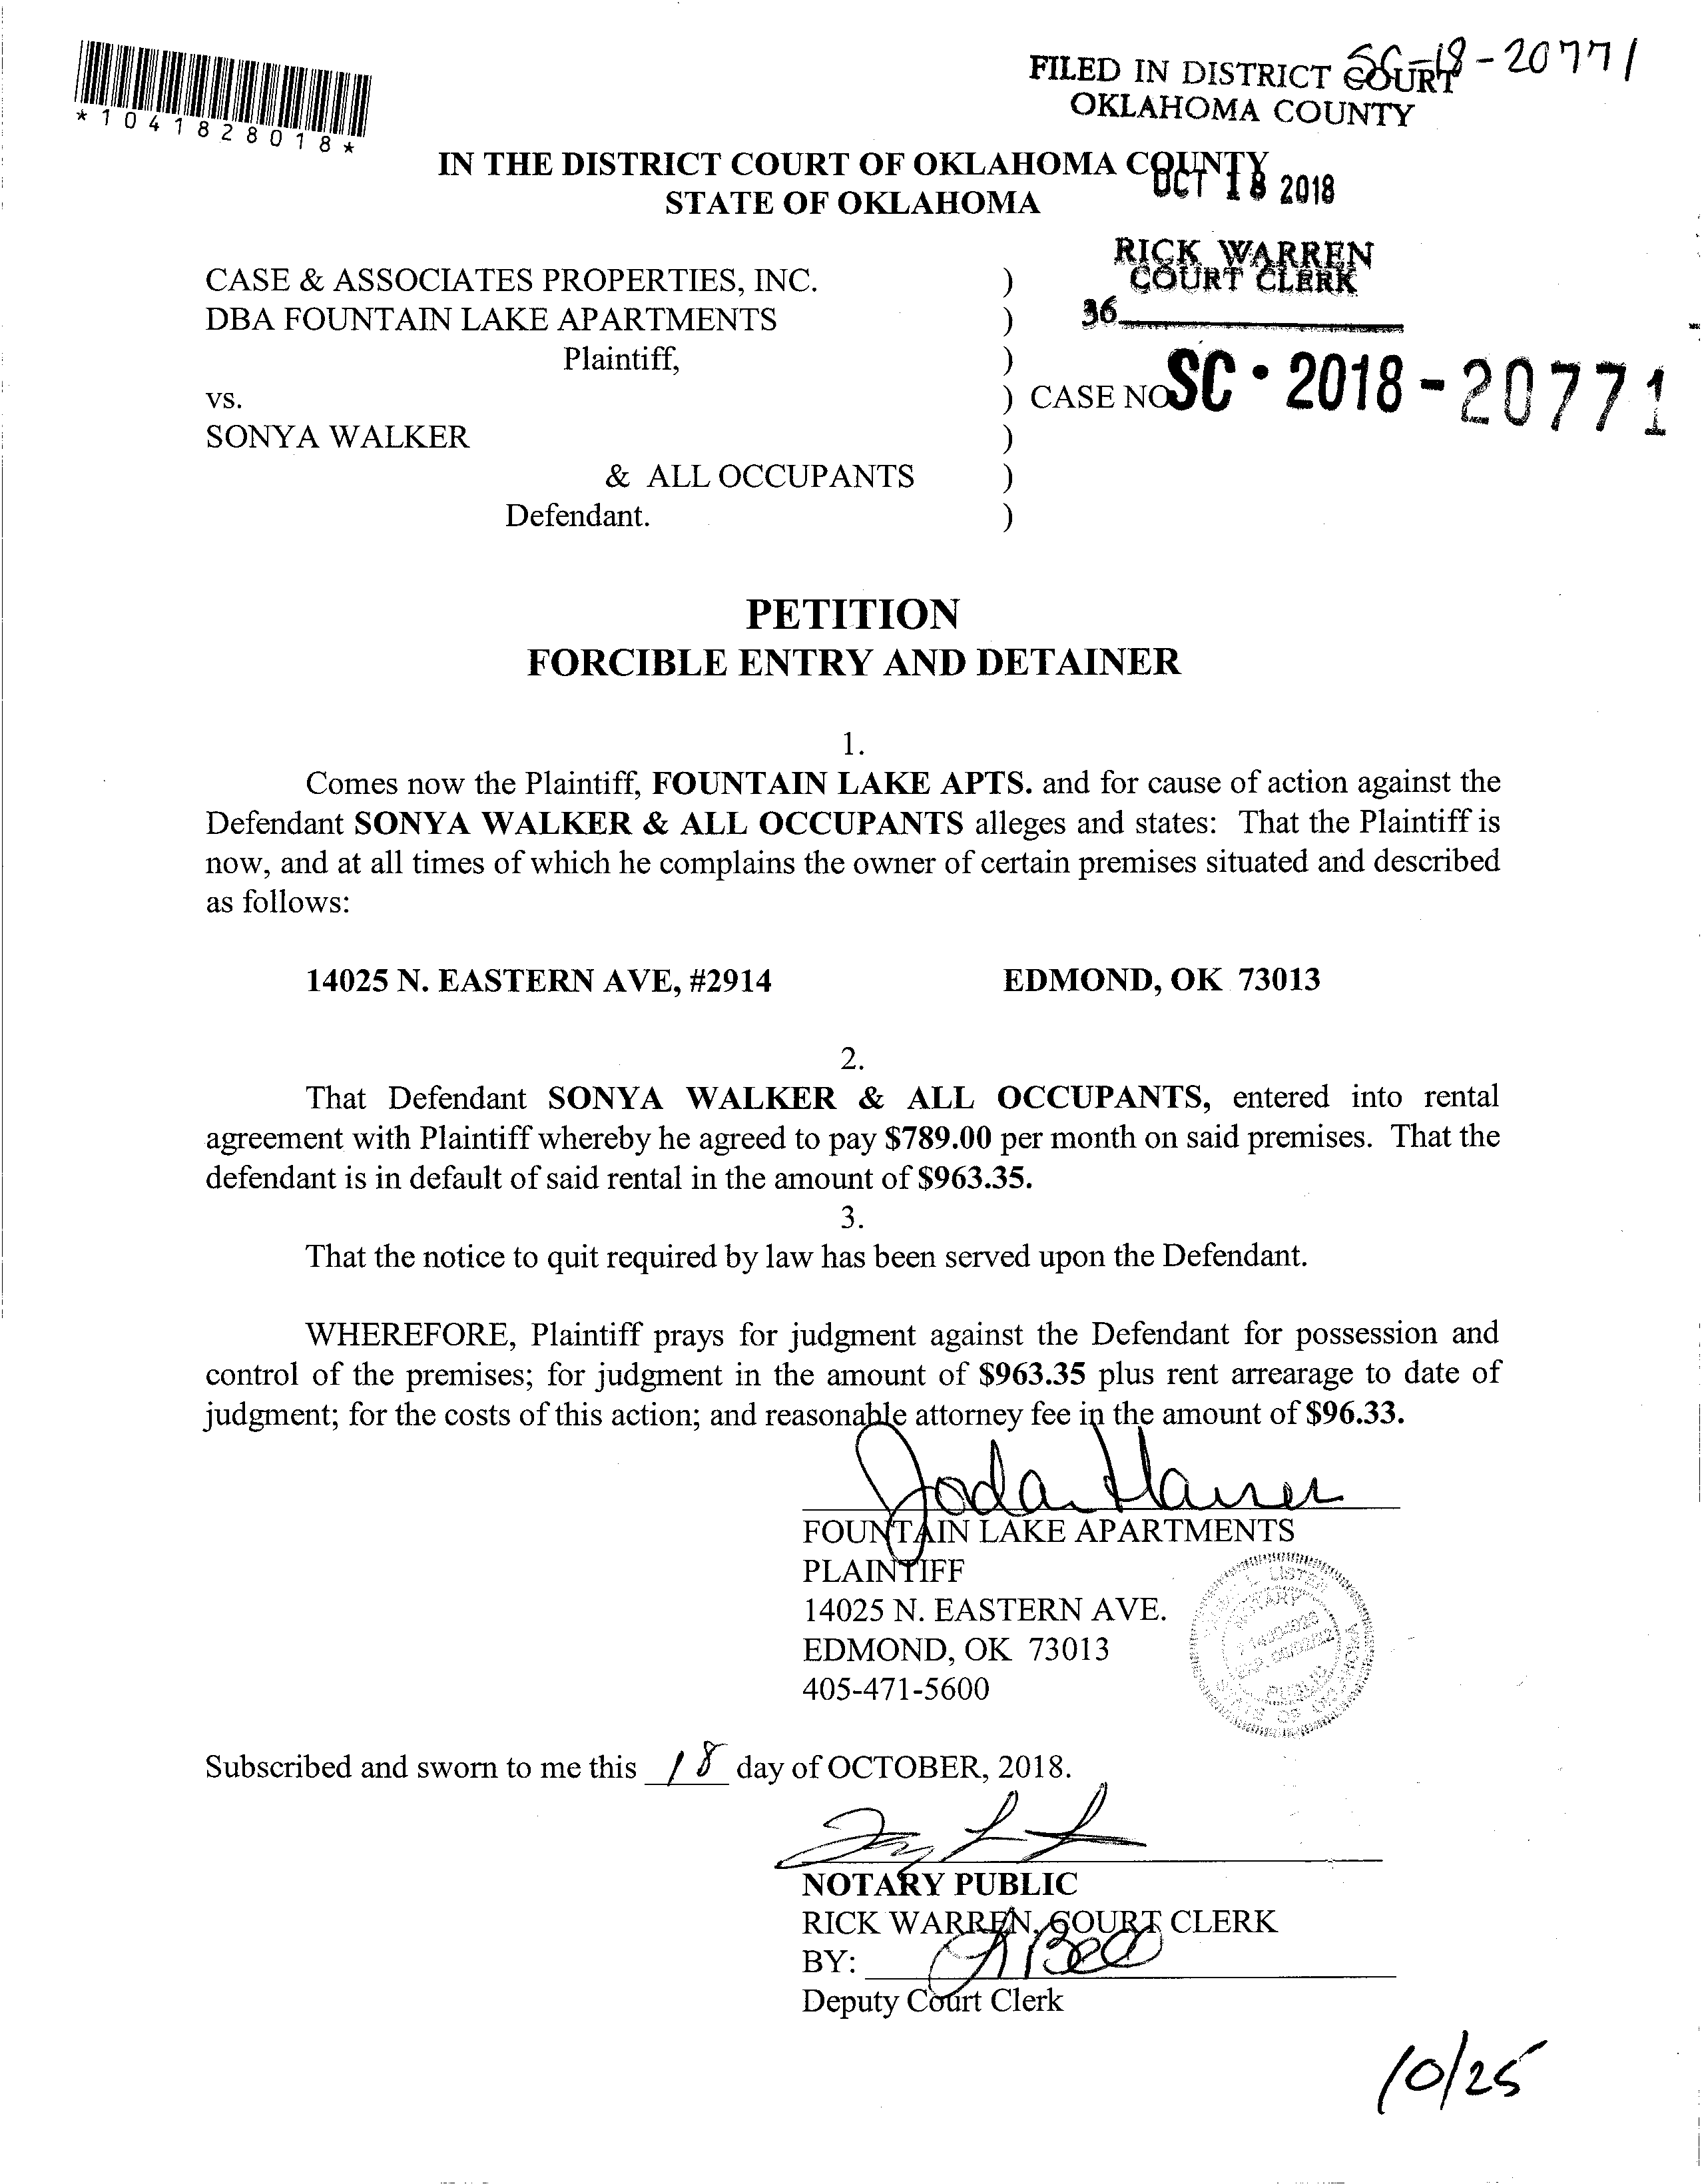 SC-18-20771
FILED IN DISTRICT COURT
OKLAHOMA COUNTY
*1041828018*
IN THE DISTRICT COURT OF OKLAHOMA COUNTY
STATE OF OKLAHOMA
OCT 18 2018
RICK WARREN
COURT CLERK
36
CASE & ASSOCIATES PROPERTIES, INC. )
DBA FOUNTAIN LAKE APARTMENTS )
Plaintiff, )
vs. ) CASE NO SC • 2018 - 20771
SONYA WALKER )
& ALL OCCUPANTS )
Defendant. )
PETITION
FORCIBLE ENTRY AND DETAINER
1.
Comes now the Plaintiff, FOUNTAIN LAKE APTS. and for cause of action against the
Defendant SONYA WALKER & ALL OCCUPANTS alleges and states: That the Plaintiff is
now, and at all times of which he complains the owner of certain premises situated and described
as follows:
14025 N. EASTERN AVE, #2914 EDMOND, OK 73013
2.
That Defendant SONYA WALKER & ALL OCCUPANTS, entered into rental
agreement with Plaintiff whereby he agreed to pay $789.00 per month on said premises. That the
defendant is in default of said rental in the amount of $963.35.
3.
That the notice to quit required by law has been served upon the Defendant.
WHEREFORE, Plaintiff prays for judgment against the Defendant for possession and
control of the premises; for judgment in the amount of $963.35 plus rent arrearage to date of
judgment; for the costs of this action; and reasonable attorney fee in the amount of $96.33.
FOUNTAIN LAKE APARTMENTS
PLAINTIFF
14025 N. EASTERN AVE.
EDMOND, OK 73013
405-471-5600
L. LISTER
NOTARY
PUBLIC
STATE OF OKLAHOMA
Subscribed and sworn to me this 18 day of OCTOBER, 2018.
NOTARY PUBLIC
RICK WARREN, COURT CLERK
BY:
Deputy Court Clerk
10/25